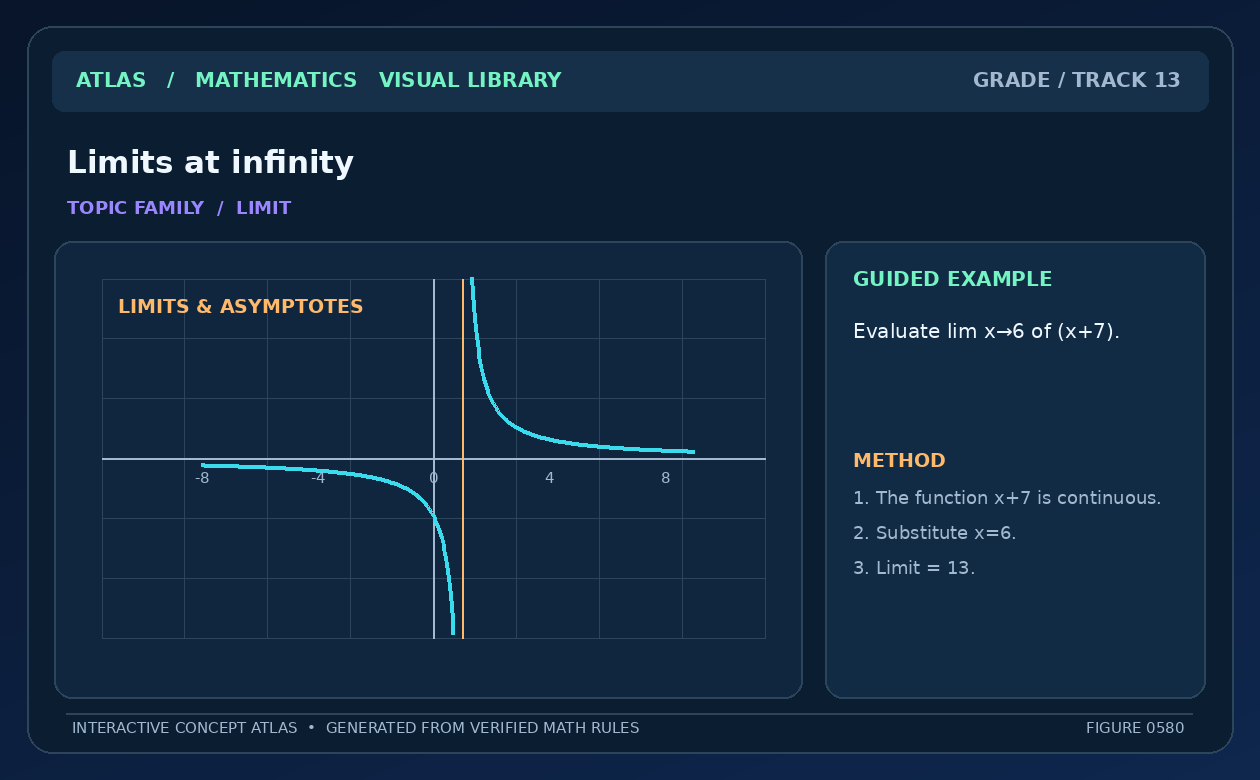 ATLAS / MATHEMATICS VISUAL LIBRARY
GRADE / TRACK 13
Limits at infinity
TOPIC FAMILY / LIMIT
LIMITS & ASYMPTOTES
-8 -4 0 4 8
GUIDED EXAMPLE
Evaluate lim x→6 of (x+7).
METHOD
1. The function x+7 is continuous.
2. Substitute x=6.
3. Limit = 13.
INTERACTIVE CONCEPT ATLAS • GENERATED FROM VERIFIED MATH RULES
FIGURE 0580